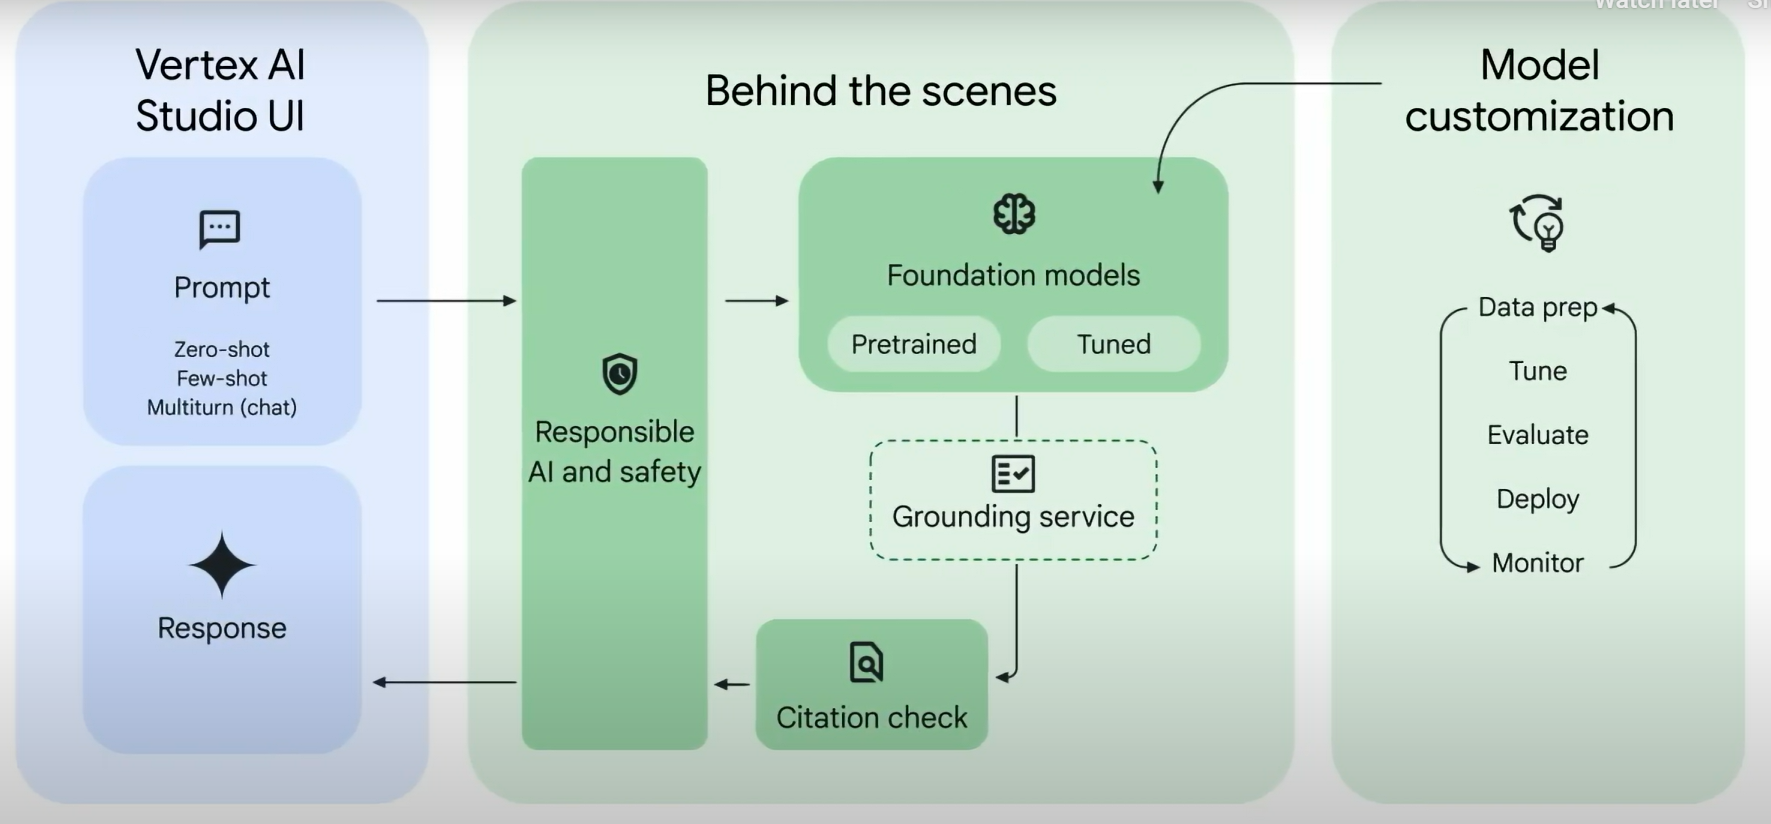 Watch later
Vertex AI
Studio UI
Prompt
Zero-shot
Few-shot
Multiturn (chat)
Response
Behind the scenes
Responsible
AI and safety
Foundation models
Pretrained
Tuned
Grounding service
Citation check
Model
customization
Data prep
Tune
Evaluate
Deploy
Monitor